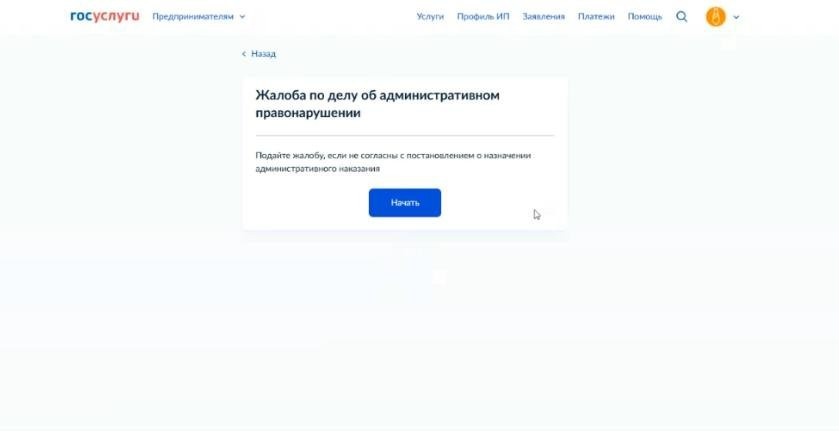 госуслуги Предпринимателям Услуги Профиль ИП Заявления Платежи Помощь
Назад
Жалоба по делу об административном
правонарушении
Подайте жалобу, если не согласны с постановлением о назначении
административного наказания
Начать